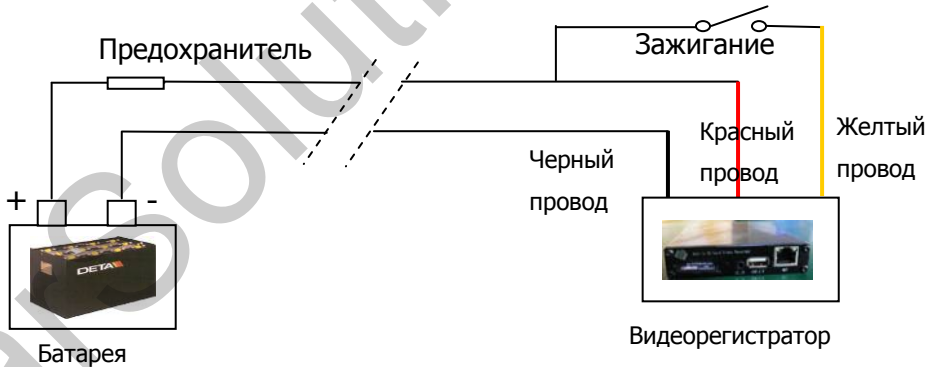 Предохранитель
Зажигание
Красный
провод
Желтый
провод
Черный
провод
+
-
DETA
Видеорегистратор
Батарея